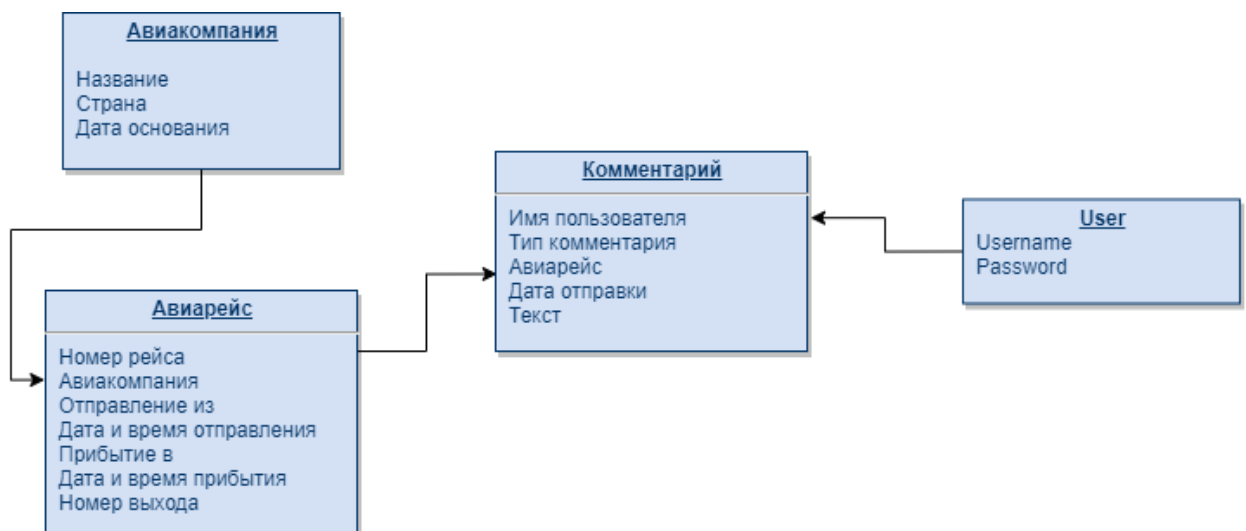 Авиакомпания
Название
Страна
Дата основания
Авиарейс
Номер рейса
Авиакомпания
Отправление из
Дата и время отправления
Прибытие в
Дата и время прибытия
Номер выхода
Комментарий
Имя пользователя
Тип комментария
Авиарейс
Дата отправки
Текст
User
Username
Password